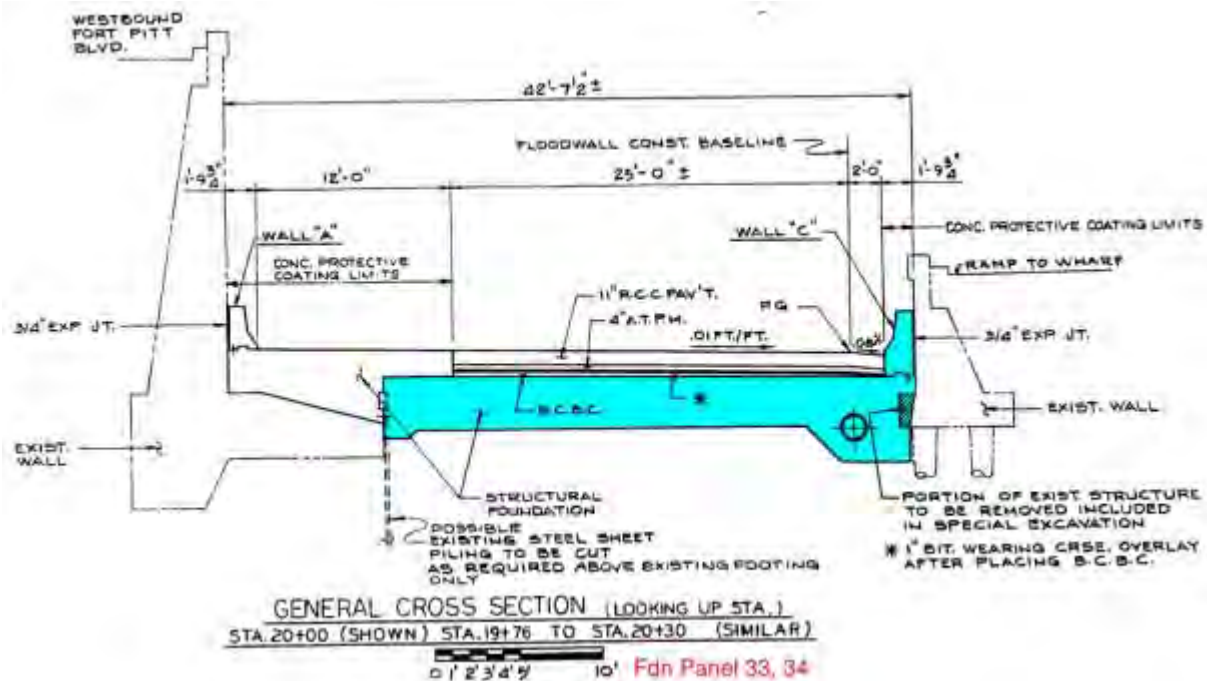 WESTBOUND
FORT PITT
BLVD.
42'-7½"±
FLOODWALL CONST. BASELINE
1'-9¾"
12'-0"
25'-0"±
2'-0"
1'-9¾"
WALL "A"
WALL "C"
CONC. PROTECTIVE COATING LIMITS
CONC. PROTECTIVE
COATING LIMITS
RAMP TO WHARF
11" R.C.C PAV'T.
4" A.T.P.M.
P.G
.01 FT./FT.
3/4" EXP. JT.
3/4" EXP JT.
B.C.B.C.
*
EXIST. WALL
EXIST.
WALL
STRUCTURAL
FOUNDATION
POSSIBLE
EXISTING STEEL SHEET
PILING TO BE CUT
AS REQUIRED ABOVE EXISTING FOOTING
ONLY
PORTION OF EXIST. STRUCTURE
TO BE REMOVED INCLUDED
IN SPECIAL EXCAVATION
* 1" BIT. WEARING CRSE. OVERLAY
AFTER PLACING B.C.B.C.
GENERAL CROSS SECTION (LOOKING UP STA.)
STA. 20+00 (SHOWN) STA. 19+76 TO STA. 20+30 (SIMILAR)
0 1' 2' 3' 4' 5' 10'
Fdn Panel 33, 34